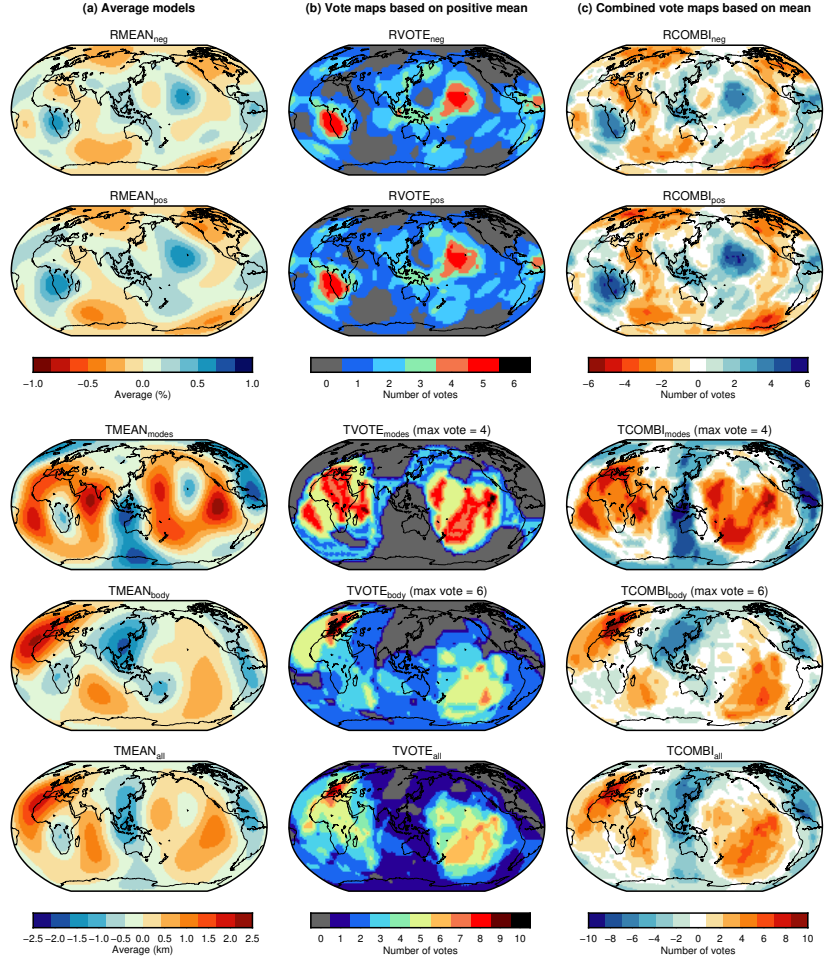 (a) Average models (b) Vote maps based on positive mean (c) Combined vote maps based on mean
RMEANneg RVOTEneg RCOMBIneg
RMEANpos RVOTEpos RCOMBIpos
−1.0 −0.5 0.0 0.5 1.0 0 1 2 3 4 5 6 −6 −4 −2 0 2 4 6
Average (%) Number of votes Number of votes
TMEANmodes TVOTEmodes (max vote = 4) TCOMBImodes (max vote = 4)
TMEANbody TVOTEbody (max vote = 6) TCOMBIbody (max vote = 6)
TMEANall TVOTEall TCOMBIall
−2.5 −2.0 −1.5 −1.0 −0.5 0.0 0.5 1.0 1.5 2.0 2.5 0 1 2 3 4 5 6 7 8 9 10 −10 −8 −6 −4 −2 0 2 4 6 8 10
Average (km) Number of votes Number of votes